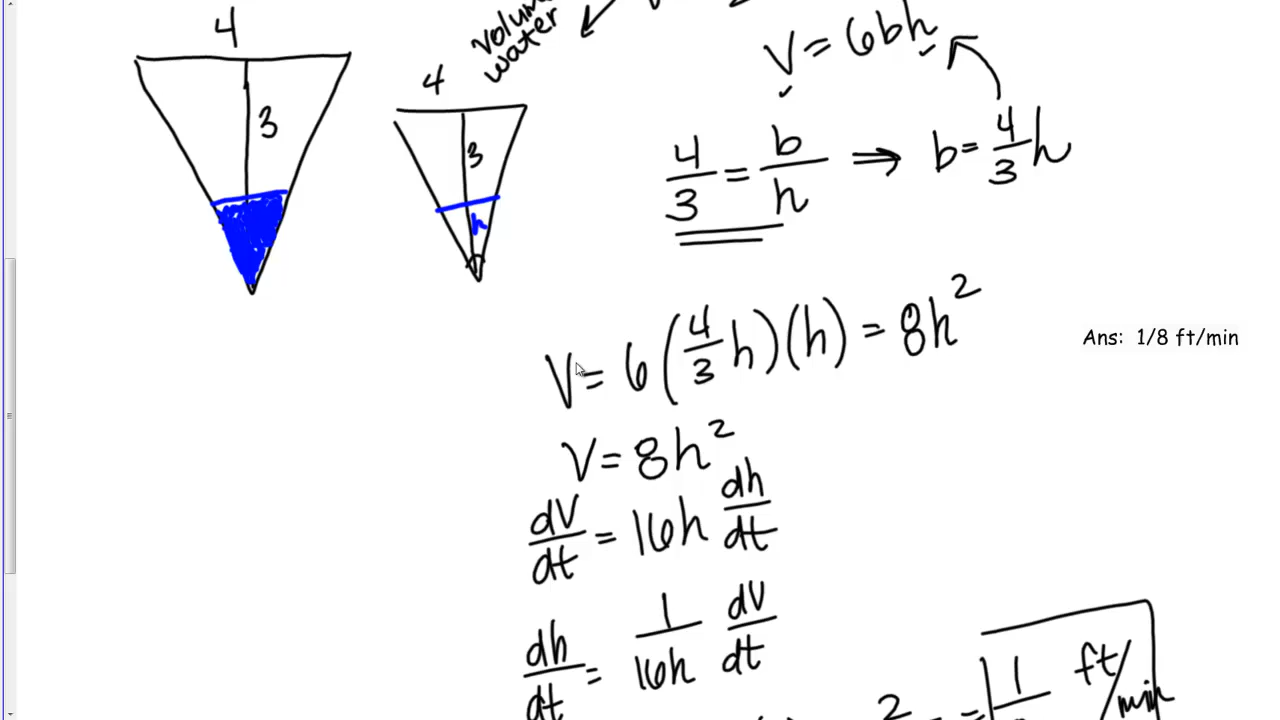 4
3
volum
water
4
3
h
V = 6bh
4/3 = b/h ⇒ b = 4/3 h
V = 6(4/3 h)(h) = 8h²
Ans: 1/8 ft/min
V = 8h²
dV/dt = 16h dh/dt
dh/dt = 1/16h dV/dt
2
= 1 ft/min